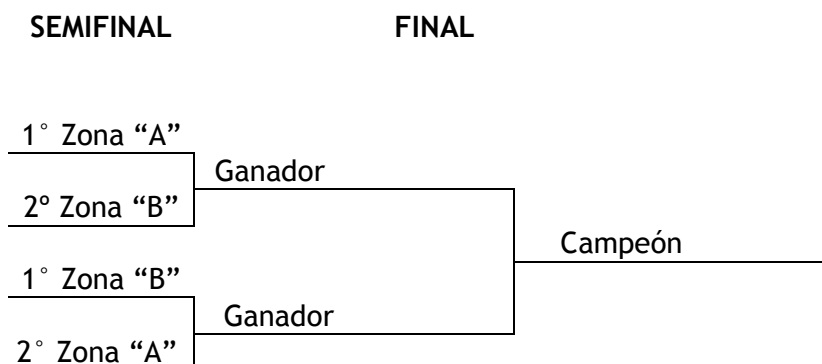 SEMIFINAL FINAL
1° Zona “A”
Ganador
2º Zona “B”
Campeón
1° Zona “B”
Ganador
2° Zona “A”